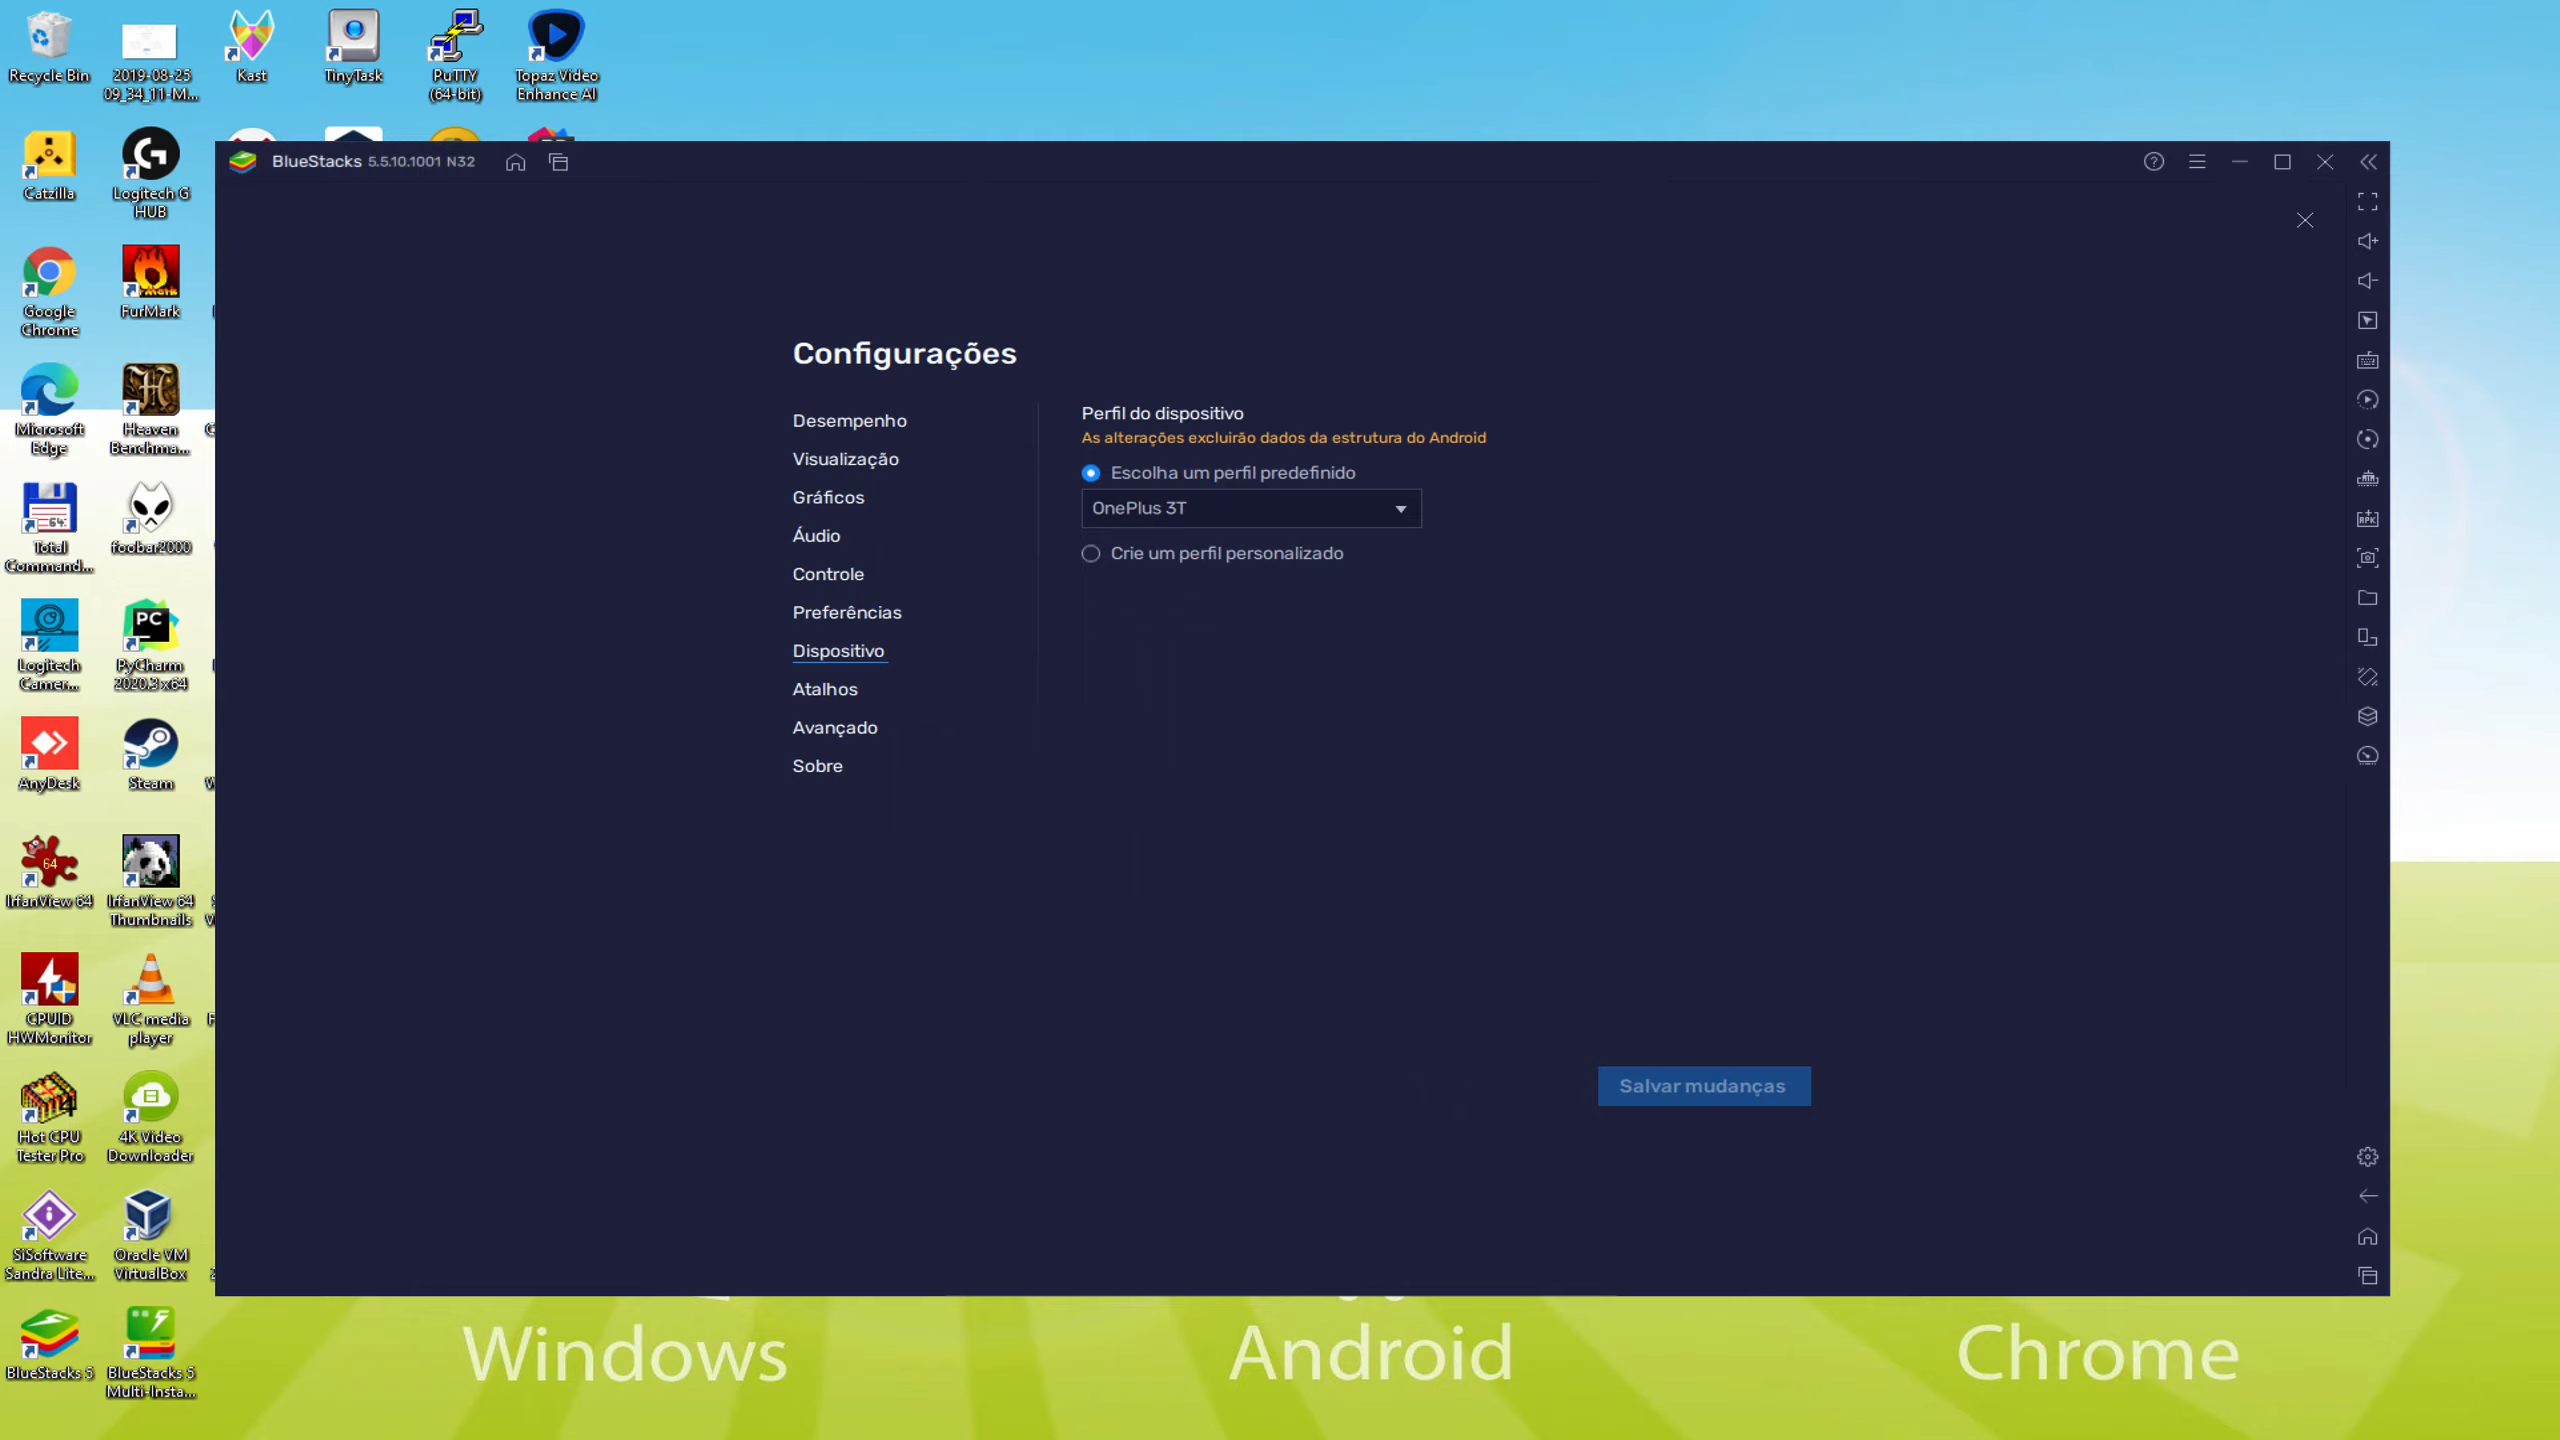 Recycle Bin
2019-08-25
09_34_11-M...
Kast
TinyTask
PuTTY
(64-bit)
Topaz Video
Enhance AI
Catzilla
Logitech G
HUB
Google
Chrome
FurMark
Microsoft
Edge
Heaven
Benchma...
Total
Command...
foobar2000
Logitech
Camer...
PyCharm
2020.3 x64
AnyDesk
Steam
IrfanView 64
IrfanView 64
Thumbnails
CPUID
HWMonitor
VLC media
player
Hot CPU
Tester Pro
4K Video
Downloader
SiSoftware
Sandra Lite...
Oracle VM
VirtualBox
BlueStacks 5
BlueStacks 5
Multi-Insta...
BlueStacks 5.5.10.1001 N32
Configurações
Desempenho
Visualização
Gráficos
Áudio
Controle
Preferências
Dispositivo
Atalhos
Avançado
Sobre
Perfil do dispositivo
As alterações excluirão dados da estrutura do Android
Escolha um perfil predefinido
OnePlus 3T
Crie um perfil personalizado
Salvar mudanças
Windows
Android
Chrome